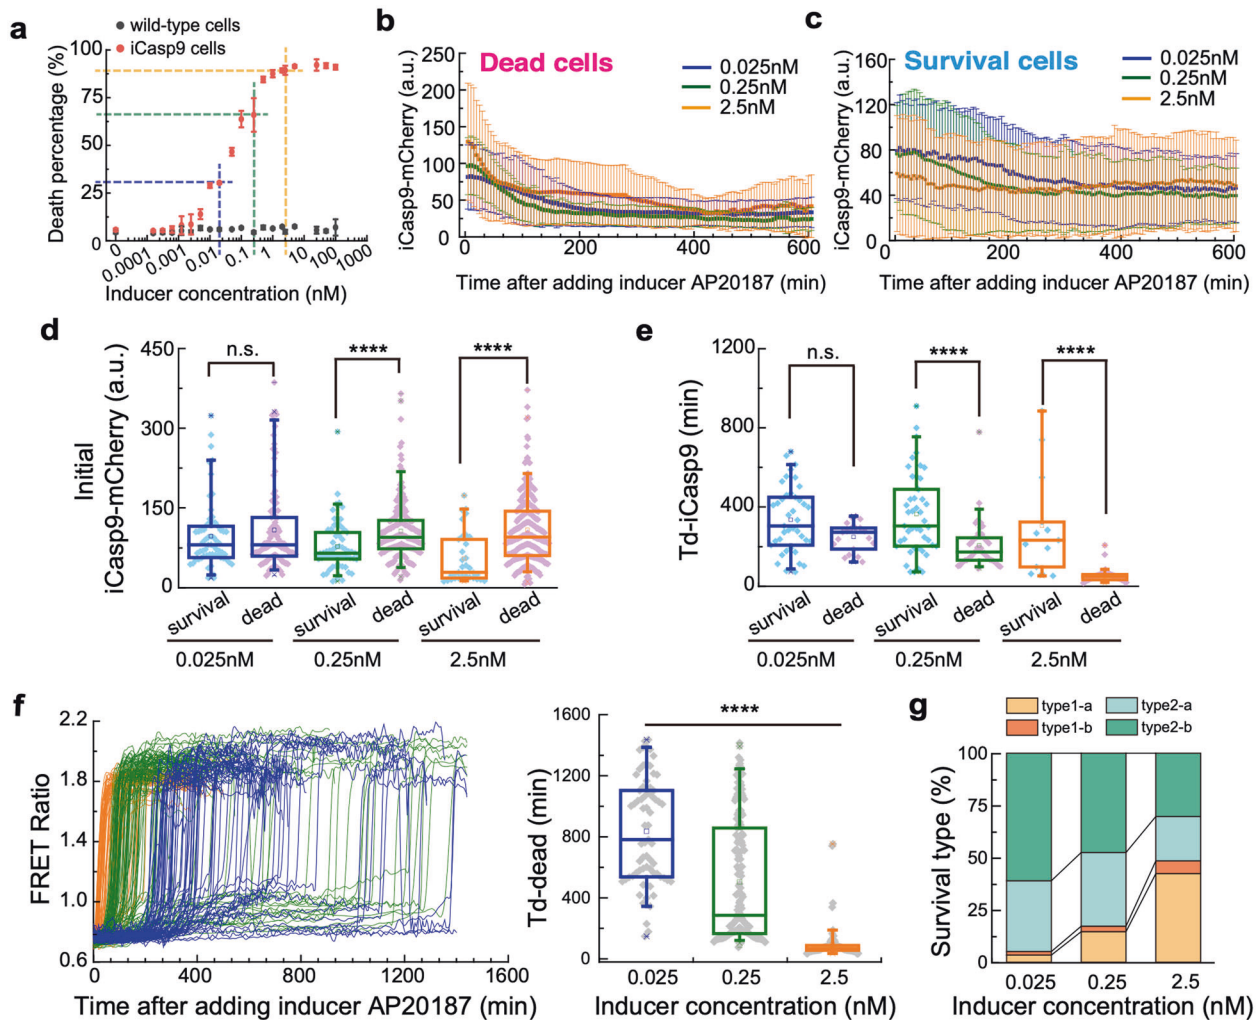 a
wild-type cells
iCasp9 cells
Death percentage (%)
100
75
50
25
0
0 0.0001 0.001 0.01 0.1 1 10 100 1000
Inducer concentration (nM)
b
Dead cells
0.025nM
0.25nM
2.5nM
iCasp9-mCherry (a.u.)
250
200
150
100
50
0
0 200 400 600
Time after adding inducer AP20187 (min)
c
Survival cells
0.025nM
0.25nM
2.5nM
iCasp9-mCherry (a.u.)
160
120
80
40
0
0 200 400 600
Time after adding inducer AP20187 (min)
d
Initial
iCasp9-mCherry (a.u.)
450
300
150
0
n.s.
****
****
survival dead survival dead survival dead
0.025nM 0.25nM 2.5nM
e
Td-iCasp9 (min)
1200
800
400
0
n.s.
****
****
survival dead survival dead survival dead
0.025nM 0.25nM 2.5nM
f
FRET Ratio
2.2
1.8
1.4
1.0
0.6
0 400 800 1200 1600
Time after adding inducer AP20187 (min)
Td-dead (min)
1600
1200
800
400
0
****
0.025 0.25 2.5
Inducer concentration (nM)
g
type1-a type2-a
type1-b type2-b
Survival type (%)
100
75
50
25
0
0.025 0.25 2.5
Inducer concentration (nM)